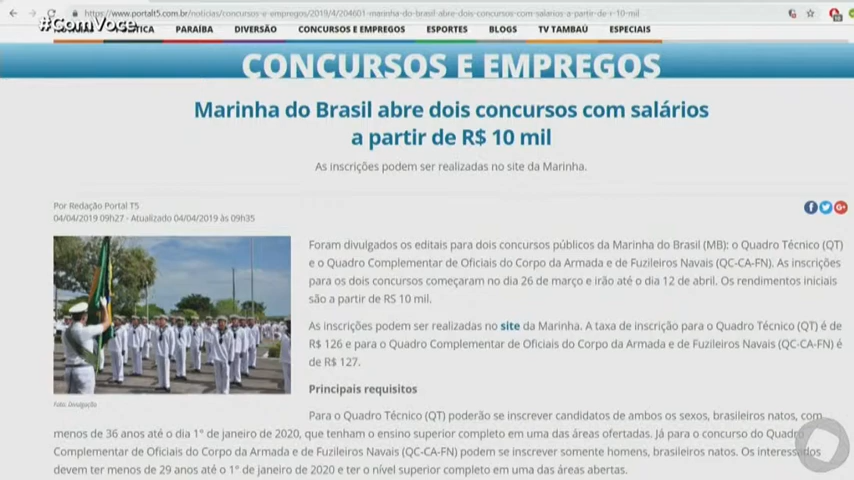 https://www.portalt5.com.br/noticias/concursos-e-empregos/2019/4/204601-marinha-do-brasil-abre-dois-concursos-com-salarios-a-partir-de-r-10-mil
#ComVoce
PARAÍBA DIVERSÃO CONCURSOS E EMPREGOS ESPORTES BLOGS TV TAMBAÚ ESPECIAIS
CONCURSOS E EMPREGOS
Marinha do Brasil abre dois concursos com salários
a partir de R$ 10 mil
As inscrições podem ser realizadas no site da Marinha.
Por Redação Portal T5
04/04/2019 09h27 - Atualizado 04/04/2019 às 09h35
Foram divulgados os editais para dois concursos públicos da Marinha do Brasil (MB): o Quadro Técnico (QT)
e o Quadro Complementar de Oficiais do Corpo da Armada e de Fuzileiros Navais (QC-CA-FN). As inscrições
para os dois concursos começaram no dia 26 de março e irão até o dia 12 de abril. Os rendimentos iniciais
são a partir de R$ 10 mil.
As inscrições podem ser realizadas no site da Marinha. A taxa de inscrição para o Quadro Técnico (QT) é de
R$ 126 e para o Quadro Complementar de Oficiais do Corpo da Armada e de Fuzileiros Navais (QC-CA-FN) é
de R$ 127.
Foto: Divulgação
Principais requisitos
Para o Quadro Técnico (QT) poderão se inscrever candidatos de ambos os sexos, brasileiros natos, com
menos de 36 anos até o dia 1° de janeiro de 2020, que tenham o ensino superior completo em uma das áreas ofertadas. Já para o concurso do Quadro
Complementar de Oficiais do Corpo da Armada e de Fuzileiros Navais (QC-CA-FN) podem se inscrever somente homens, brasileiros natos. Os interessados
devem ter menos de 29 anos até o 1° de janeiro de 2020 e ter o nível superior completo em uma das áreas abertas.